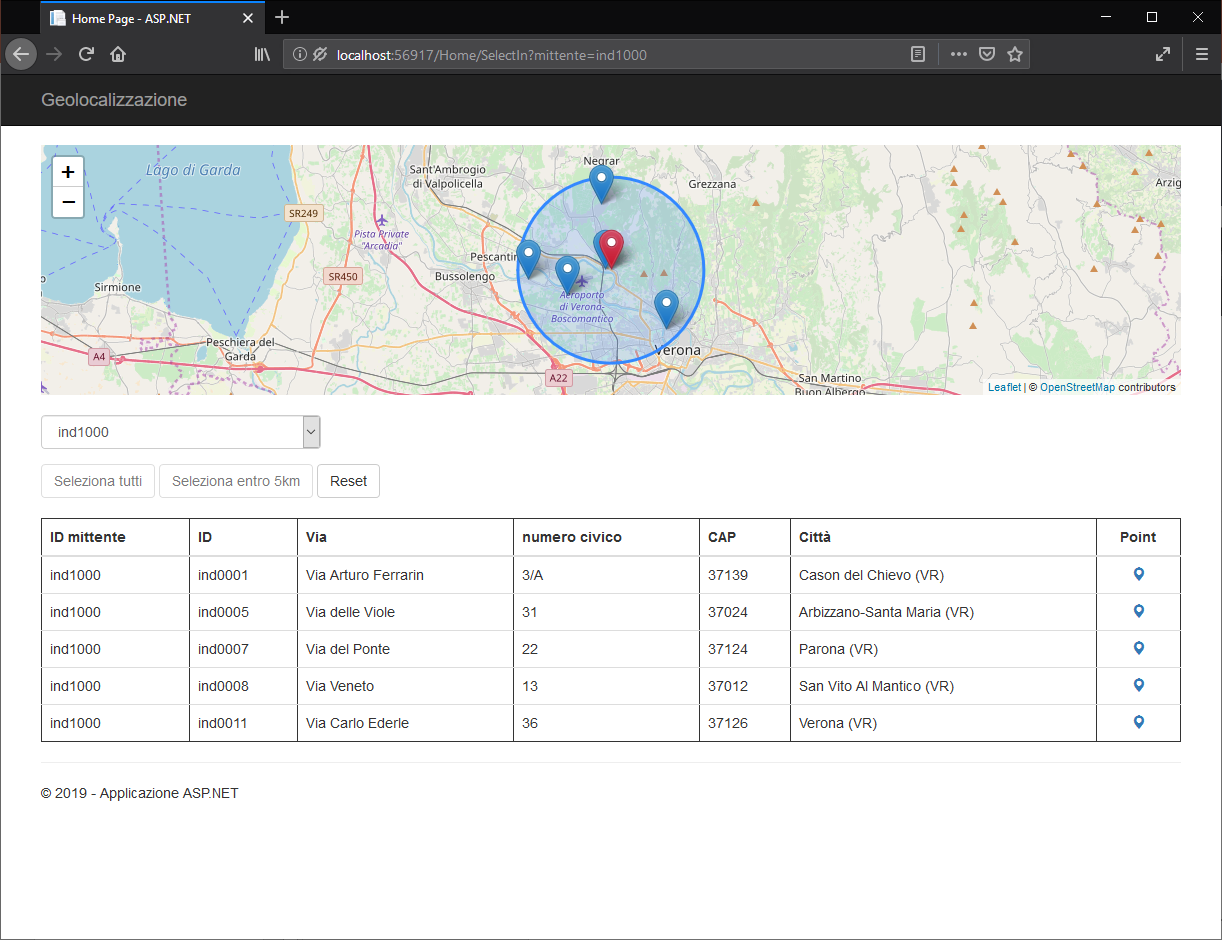 Home Page - ASP.NET
localhost:56917/Home/SelectIn?mittente=ind1000
Geolocalizzazione
+
−
Lago di Garda
Sant'Ambrogio
di Valpolicella
Negrar
Grezzana
Arzig
SR249
Pista Private
"Arcadia"
Pescantin
SR450
Bussolengo
Sirmione
Aeroporto
di Verona-
Boscomantico
Peschiera del
Garda
A4
Verona
A22
San Martino
Buon Albergo
Leaflet | © OpenStreetMap contributors
ind1000
Seleziona tutti Seleziona entro 5km Reset
ID mittente ID Via numero civico CAP Città Point
ind1000 ind0001 Via Arturo Ferrarin 3/A 37139 Cason del Chievo (VR)
ind1000 ind0005 Via delle Viole 31 37024 Arbizzano-Santa Maria (VR)
ind1000 ind0007 Via del Ponte 22 37124 Parona (VR)
ind1000 ind0008 Via Veneto 13 37012 San Vito Al Mantico (VR)
ind1000 ind0011 Via Carlo Ederle 36 37126 Verona (VR)
© 2019 - Applicazione ASP.NET